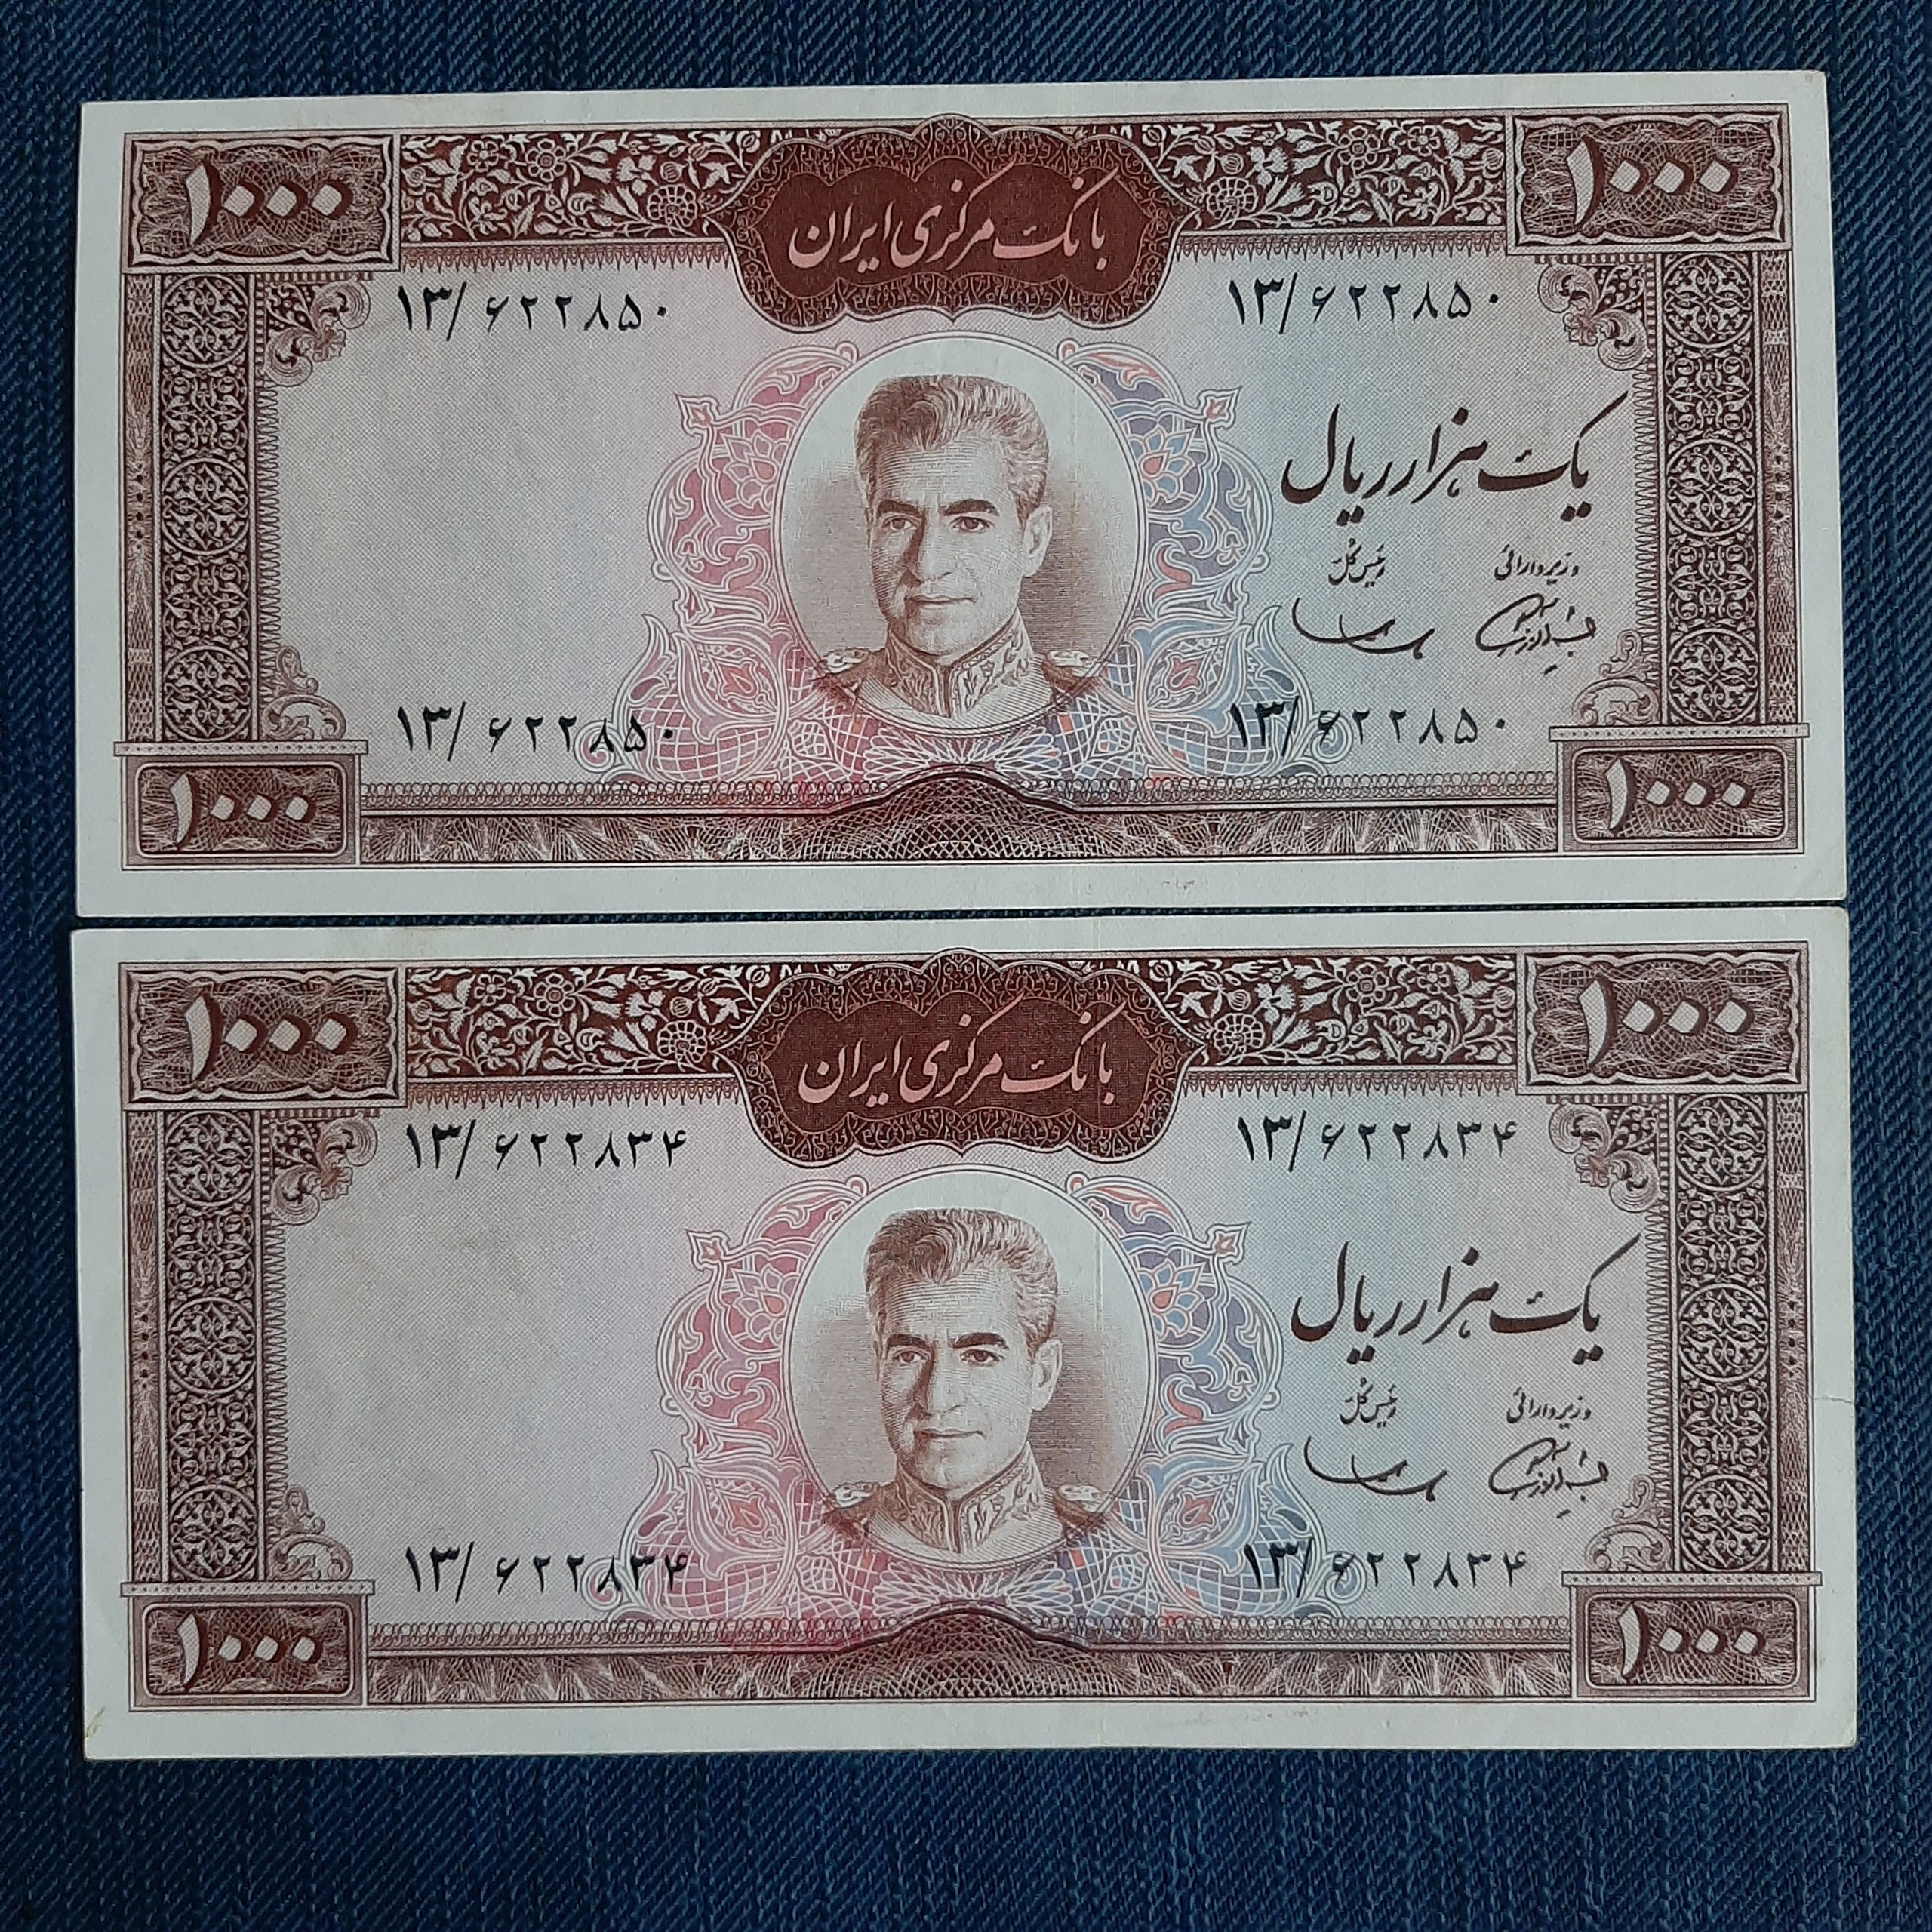 ۱۰۰۰ بانک مرکزی ایران ۱۰۰۰
۱۳/۶۲۲۸۵۰ ۱۳/۶۲۲۸۵۰
یک هزار ریال
وزیر دارائی رئیس کل
۱۳/۶۲۲۸۵۰ ۱۳/۶۲۲۸۵۰
۱۰۰۰ ۱۰۰۰
۱۰۰۰ بانک مرکزی ایران ۱۰۰۰
۱۳/۶۲۲۸۳۴ ۱۳/۶۲۲۸۳۴
یک هزار ریال
وزیر دارائی رئیس کل
۱۳/۶۲۲۸۳۴ ۱۳/۶۲۲۸۳۴
۱۰۰۰ ۱۰۰۰